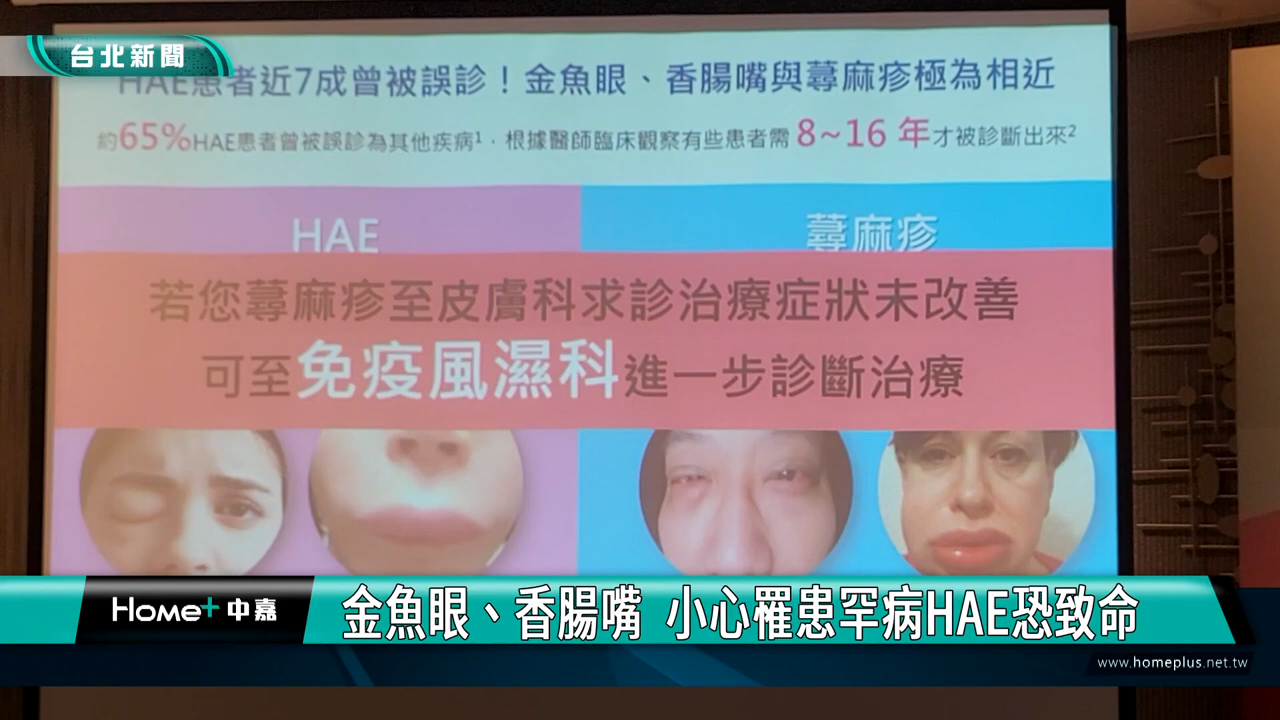 台北新聞
HAE患者近7成曾被誤診！金魚眼、香腸嘴與蕁麻疹極為相近
約65%HAE患者曾被誤診為其他疾病1，根據醫師臨床觀察有些患者需 8~16 年才被診斷出來2
HAE
蕁麻疹
若您蕁麻疹至皮膚科求診治療症狀未改善
可至免疫風濕科進一步診斷治療
Home+中嘉
金魚眼、香腸嘴 小心罹患罕病HAE恐致命
www.homeplus.net.tw